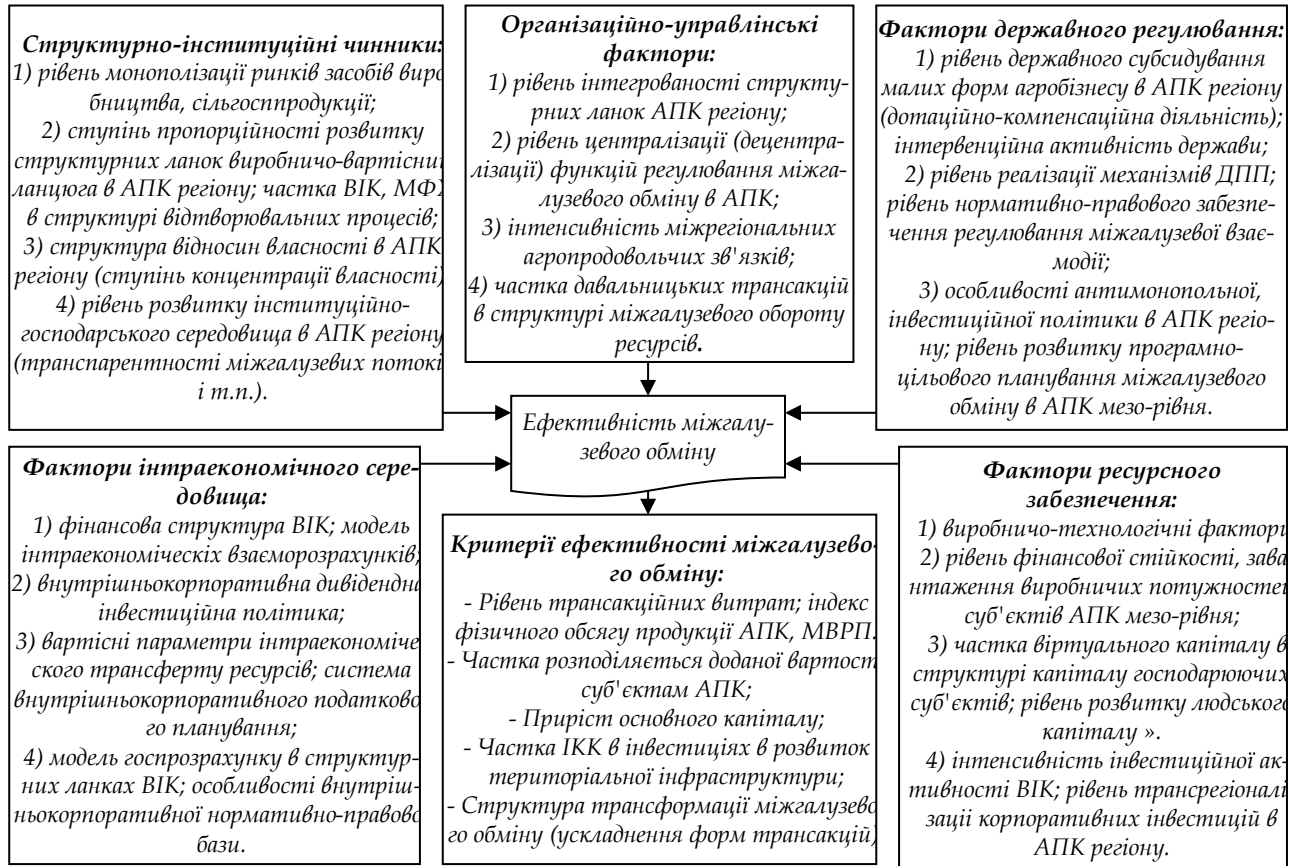 Структурно-інституційні чинники:
1) рівень монополізації ринків засобів виро
бництва, сільгосппродукції;
2) ступінь пропорційності розвитку
структурних ланок виробничо-вартісни
ланцюга в АПК регіону; частка ВІК, МФХ
в структурі відтворювальних процесів;
3) структура відносин власності в АПК
регіону (ступінь концентрації власності)
4) рівень розвитку інституційно-
господарського середовища в АПК регіону
(транспарентності міжгалузевих потокі
і т.п.).
Організаційно-управлінські
фактори:
1) рівень інтегрованості структу-
рних ланок АПК регіону;
2) рівень централізації (децентра-
лізації) функцій регулювання міжга-
лузевого обміну в АПК;
3) інтенсивність міжрегіональних
агропродовольчих зв'язків;
4) частка давальницьких трансакцій
в структурі міжгалузевого обороту
ресурсів.
Фактори державного регулювання:
1) рівень державного субсидування
малих форм агробізнесу в АПК регіону
(дотаційно-компенсаційна діяльність);
інтервенційна активність держави;
2) рівень реалізації механізмів ДПП;
рівень нормативно-правового забезпе-
чення регулювання міжгалузевої взає-
модії;
3) особливості антимонопольної,
інвестиційної політики в АПК регіо-
ну; рівень розвитку програмно-
цільового планування міжгалузевого
обміну в АПК мезо-рівня.
Ефективність міжгалу-
зевого обміну
Фактори інтраекономічного сере-
довища:
1) фінансова структура ВІК; модель
інтраекономіческіх взаєморозрахунків;
2) внутрішньокорпоративна дивідендна
інвестиційна політика;
3) вартісні параметри інтраекономіче
ского трансферту ресурсів; система
внутрішньокорпоративного податково
го планування;
4) модель госпрозрахунку в структур-
них ланках ВІК; особливості внутріш-
ньокорпоративної нормативно-правово
бази.
Критерії ефективності міжгалузево-
го обміну:
- Рівень трансакційних витрат; індекс
фізичного обсягу продукції АПК, МВРП.
- Частка розподіляється доданої вартост
суб'єктам АПК;
- Приріст основного капіталу;
- Частка ІКК в інвестиціях в розвиток
територіальної інфраструктури;
- Структура трансформації міжгалузево
го обміну (ускладнення форм трансакцій)
Фактори ресурсного
забезпечення:
1) виробничо-технологічні фактори
2) рівень фінансової стійкості, зава
нтаження виробничих потужностей
суб'єктів АПК мезо-рівня;
3) частка віртуального капіталу в
структурі капіталу господарюючих
суб'єктів; рівень розвитку людського
капіталу ».
4) інтенсивність інвестиційної ак-
тивності ВІК; рівень трансрегіоналі
зації корпоративних інвестицій в
АПК регіону.